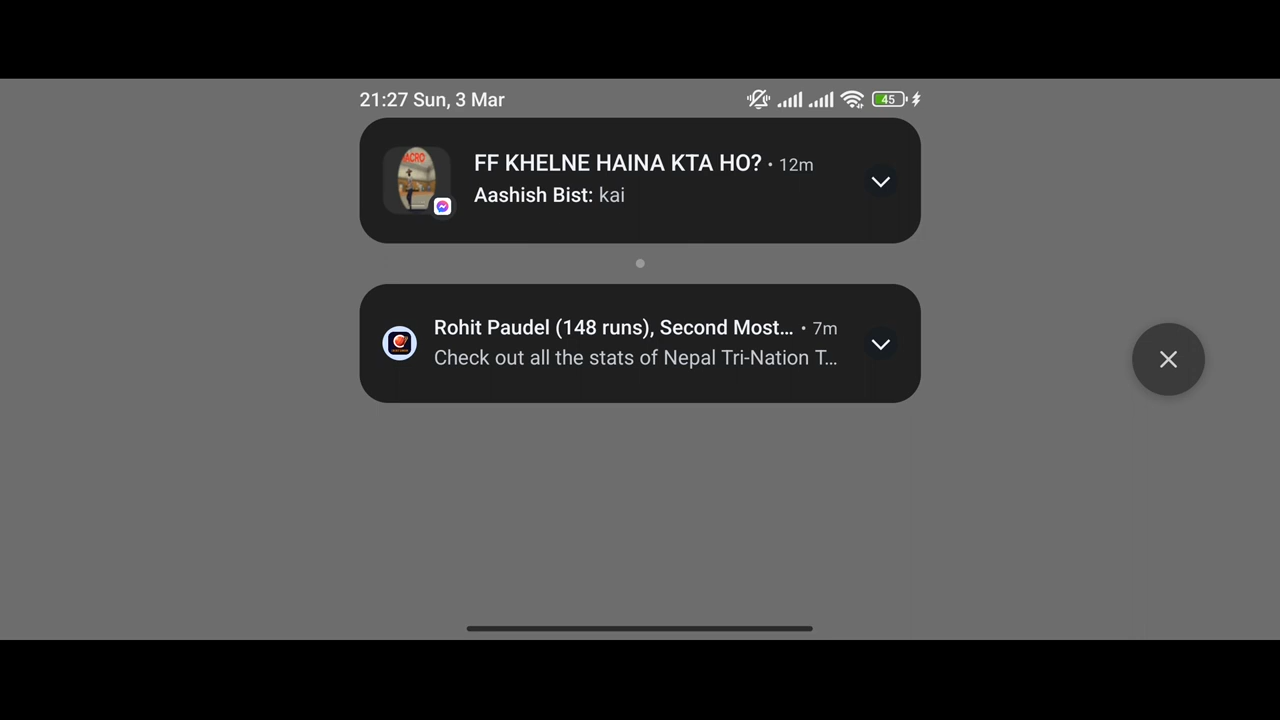 21:27 Sun, 3 Mar
45
ACRO
FF KHELNE HAINA KTA HO? • 12m
Aashish Bist: kai
Rohit Paudel (148 runs), Second Most... • 7m
Check out all the stats of Nepal Tri-Nation T...